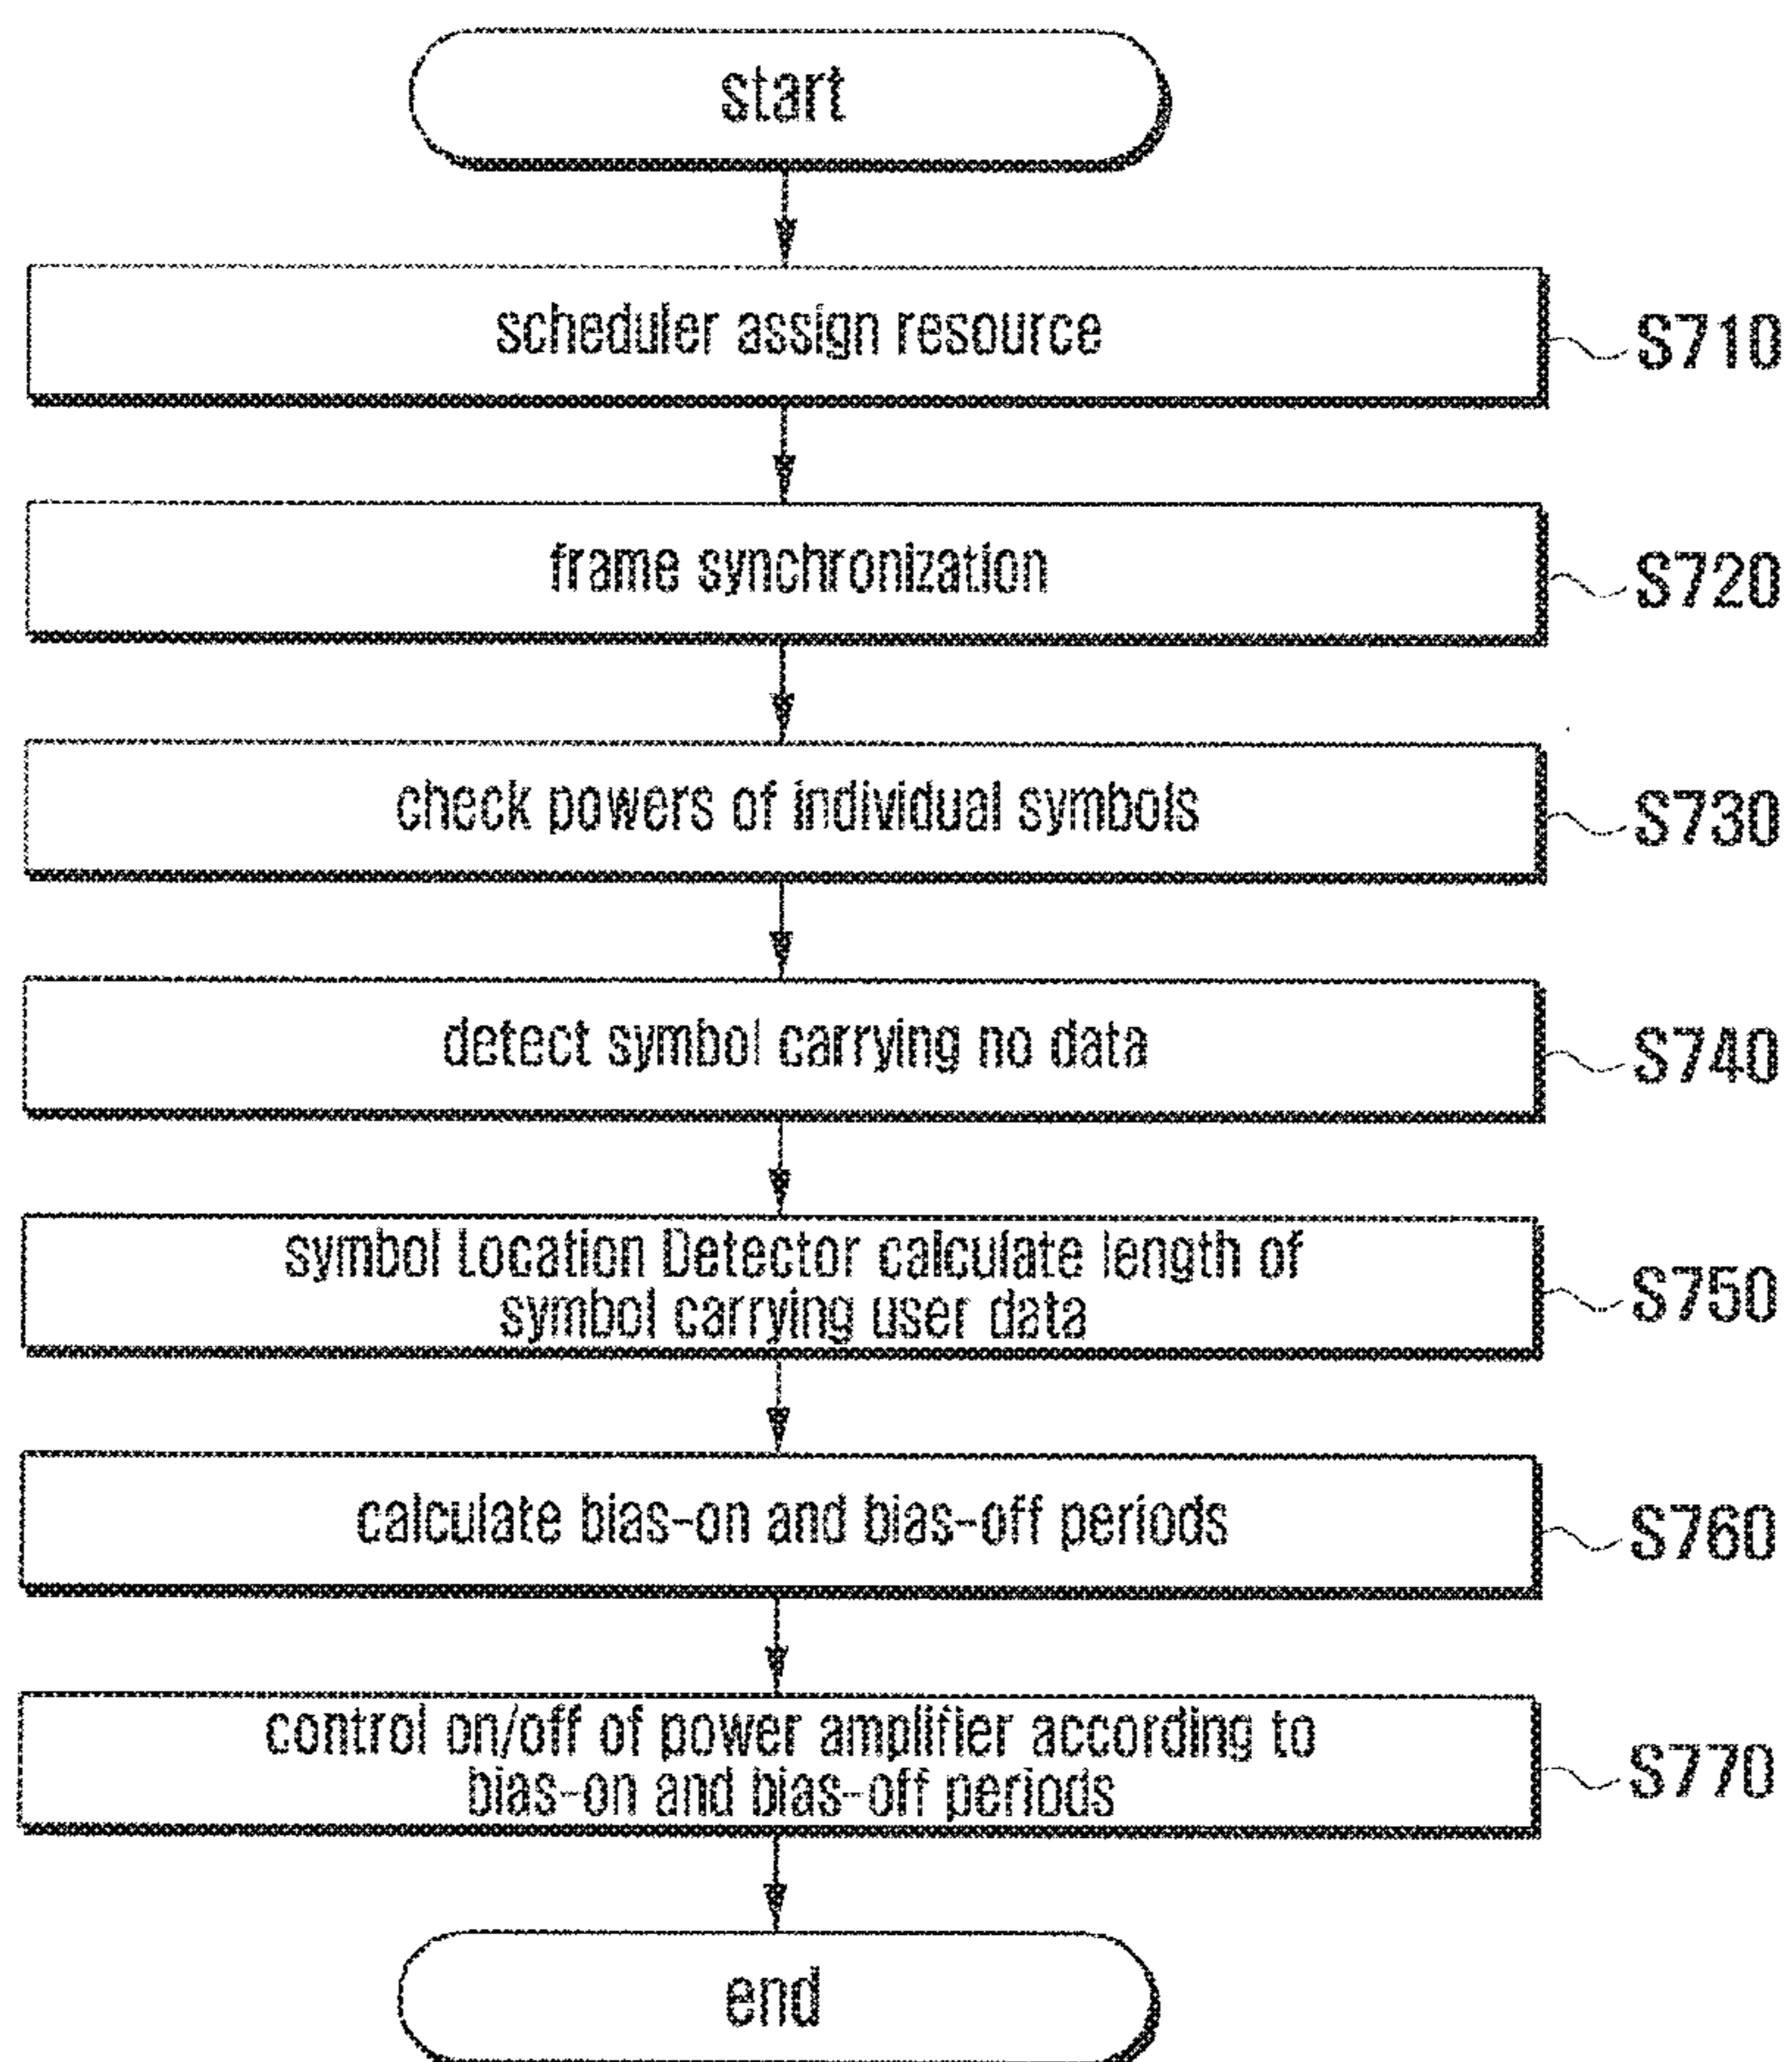 start
scheduler assign resource
S710
frame synchronization
S720
check powers of individual symbols
S730
detect symbol carrying no data
S740
symbol Location Detector calculate length of
symbol carrying user data
S750
calculate bias-on and bias-off periods
S760
control on/off of power amplifier according to
bias-on and bias-off periods
S770
end